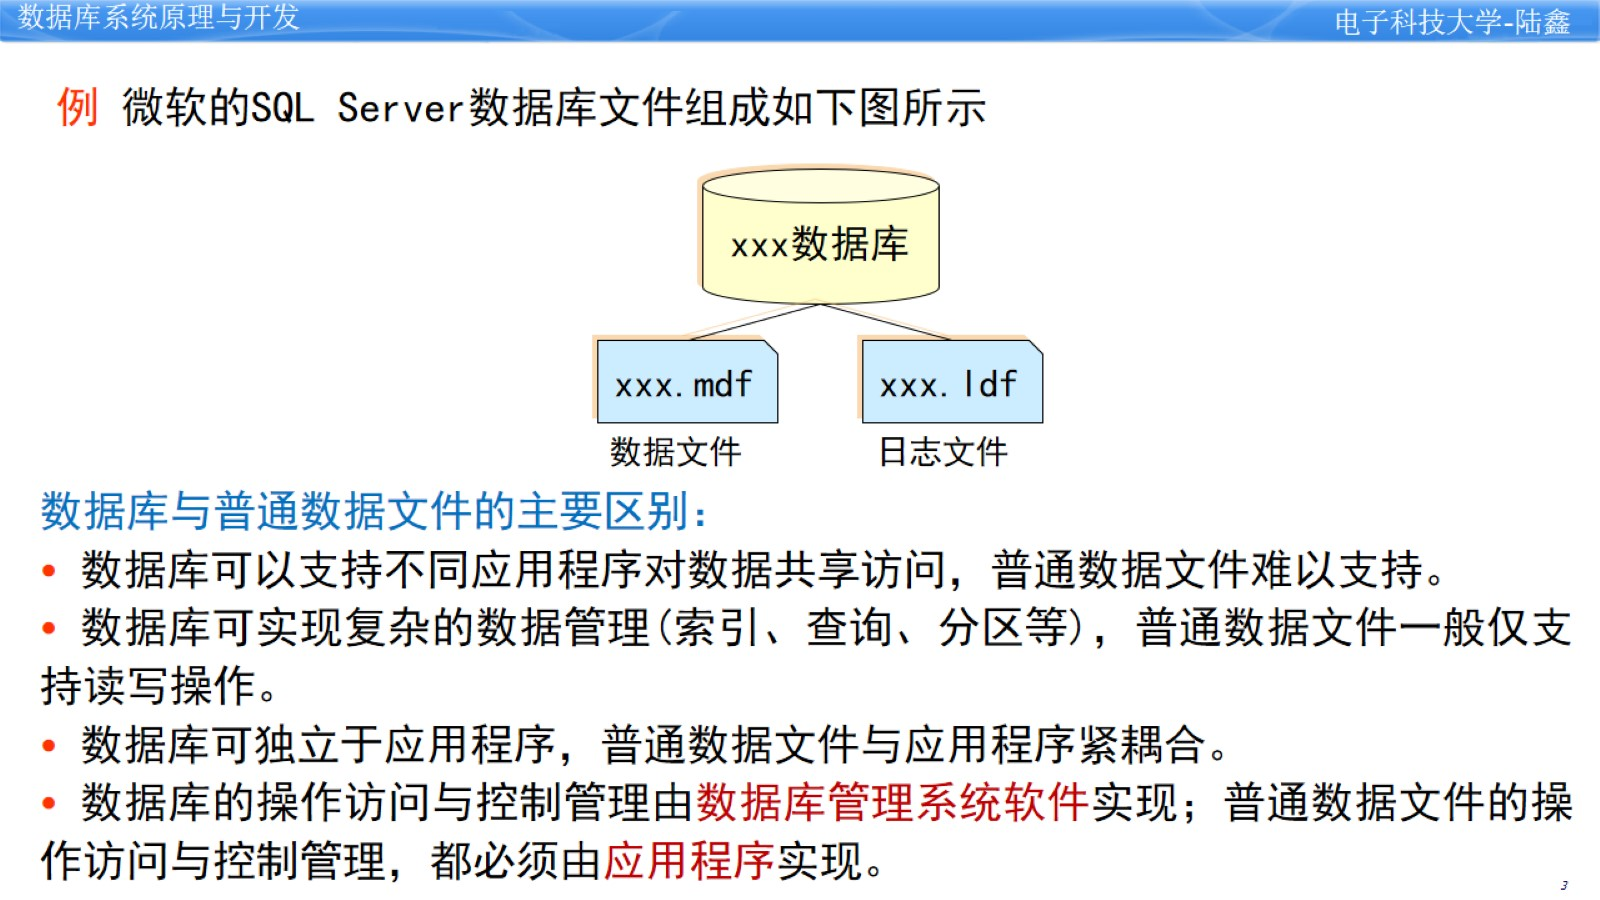 数据库系统原理与开发
电子科技大学-陆鑫
例 微软的SQL Server数据库文件组成如下图所示
xxx数据库
xxx.mdf
xxx.ldf
数据文件
日志文件
数据库与普通数据文件的主要区别：
• 数据库可以支持不同应用程序对数据共享访问，普通数据文件难以支持。
• 数据库可实现复杂的数据管理(索引、查询、分区等)，普通数据文件一般仅支
持读写操作。
• 数据库可独立于应用程序，普通数据文件与应用程序紧耦合。
• 数据库的操作访问与控制管理由数据库管理系统软件实现；普通数据文件的操
作访问与控制管理，都必须由应用程序实现。
3